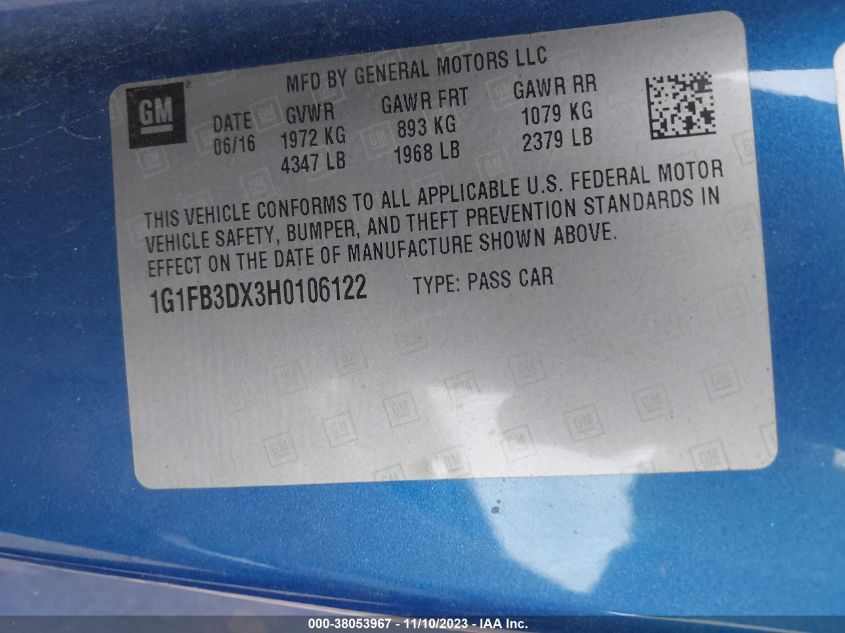 MFD BY GENERAL MOTORS LLC
GM
DATE GVWR GAWR FRT GAWR RR
06/16 1972 KG 893 KG 1079 KG
4347 LB 1968 LB 2379 LB
THIS VEHICLE CONFORMS TO ALL APPLICABLE U.S. FEDERAL MOTOR
VEHICLE SAFETY, BUMPER, AND THEFT PREVENTION STANDARDS IN
EFFECT ON THE DATE OF MANUFACTURE SHOWN ABOVE.
1G1FB3DX3H0106122 TYPE: PASS CAR
000-38053967 - 11/10/2023 - © IAA Inc.